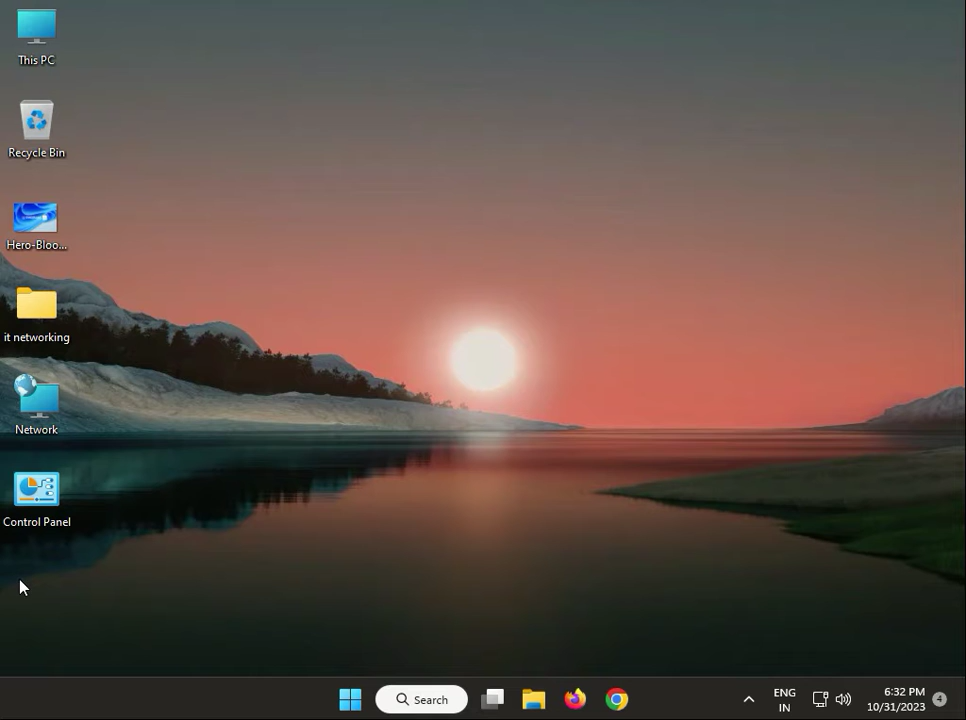 This PC
Recycle Bin
Hero-Bloo...
it networking
Network
Control Panel
Search
ENG
IN
6:32 PM
10/31/2023
4